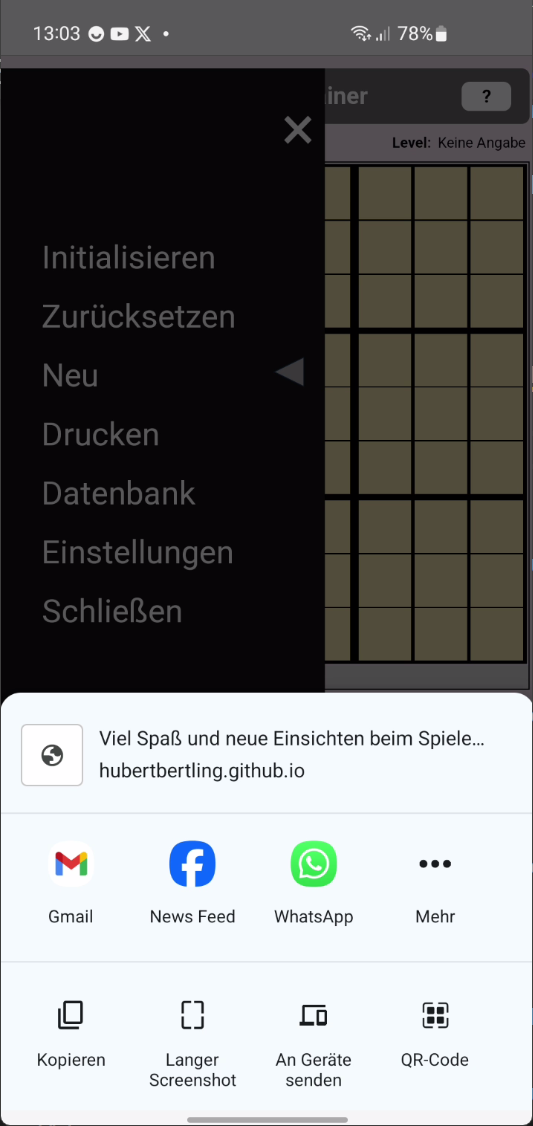 13:03
78%
iner
?
Level: Keine Angabe
Initialisieren
Zurücksetzen
Neu
Drucken
Datenbank
Einstellungen
Schließen
Viel Spaß und neue Einsichten beim Spiele...
hubertbertling.github.io
Gmail
News Feed
WhatsApp
Mehr
Kopieren
Langer
Screenshot
An Geräte
senden
QR-Code